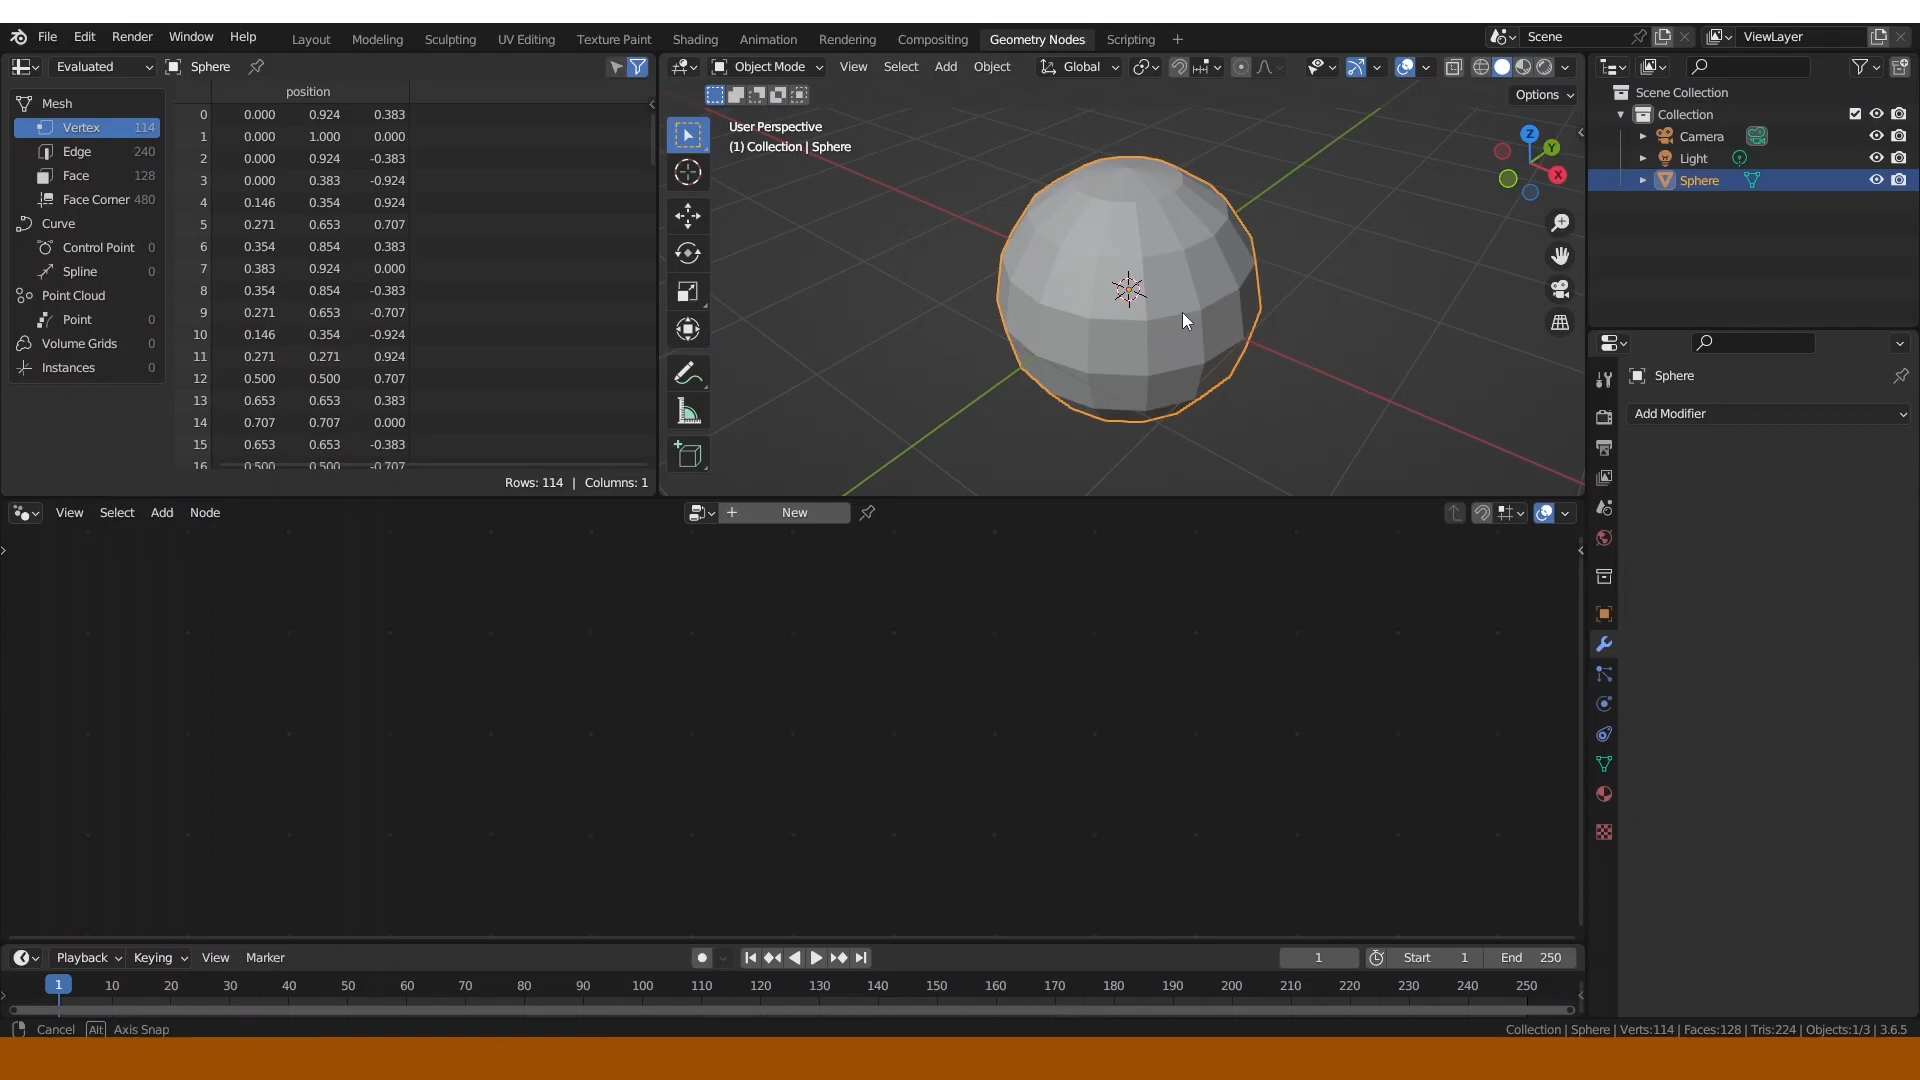 File Edit Render Window Help Layout Modeling Sculpting UV Editing Texture Paint Shading Animation Rendering Compositing Geometry Nodes Scripting + Scene ViewLayer
Evaluated Sphere
Object Mode View Select Add Object Global
Options
position
Mesh
Vertex 114
Edge 240
Face 128
Face Corner 480
Curve
Control Point 0
Spline 0
Point Cloud
Point 0
Volume Grids 0
Instances 0
0 0.000 0.924 0.383
1 0.000 1.000 0.000
2 0.000 0.924 -0.383
3 0.000 0.383 -0.924
4 0.146 0.354 0.924
5 0.271 0.653 0.707
6 0.354 0.854 0.383
7 0.383 0.924 0.000
8 0.354 0.854 -0.383
9 0.271 0.653 -0.707
10 0.146 0.354 -0.924
11 0.271 0.271 0.924
12 0.500 0.500 0.707
13 0.653 0.653 0.383
14 0.707 0.707 0.000
15 0.653 0.653 -0.383
16 0.500 0.500 -0.707
Rows: 114 | Columns: 1
User Perspective
(1) Collection | Sphere
Z
Y
X
Scene Collection
Collection
Camera
Light
Sphere
Sphere
Add Modifier
View Select Add Node + New
Playback Keying View Marker 1 Start 1 End 250
1 10 20 30 40 50 60 70 80 90 100 110 120 130 140 150 160 170 180 190 200 210 220 230 240 250
Cancel Alt Axis Snap
Collection | Sphere | Verts:114 | Faces:128 | Tris:224 | Objects:1/3 | 3.6.5